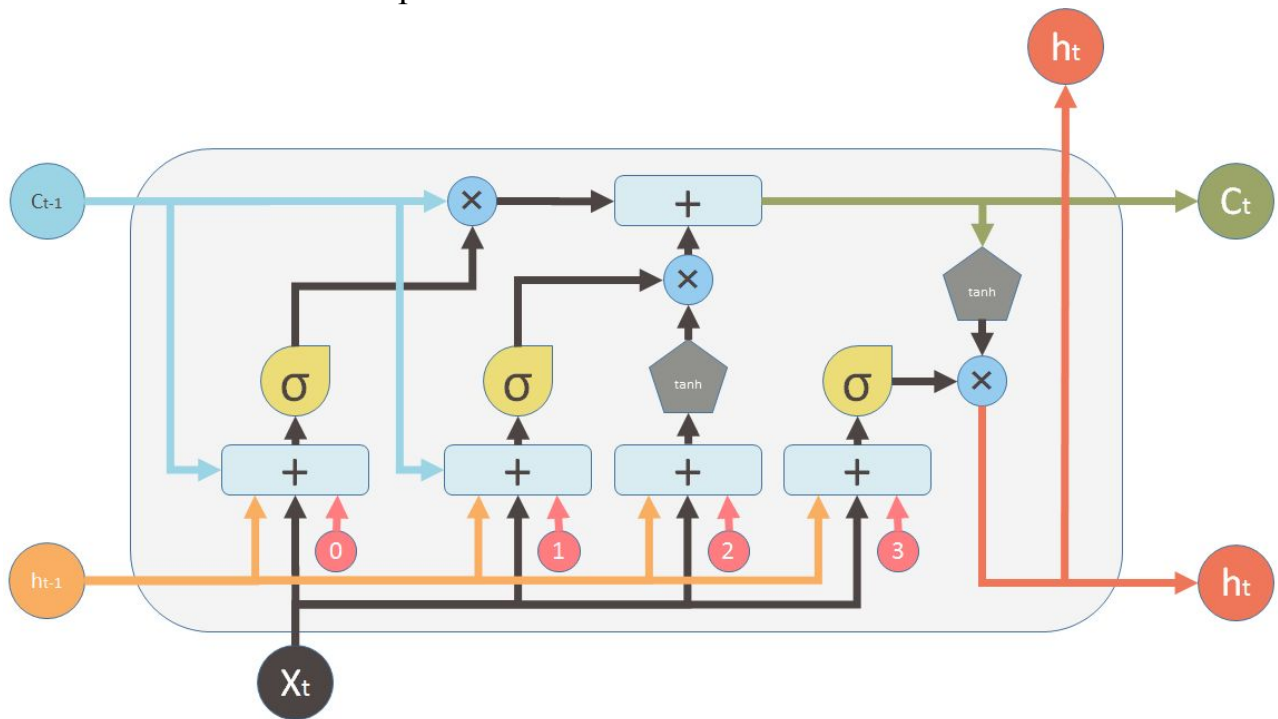 p
ht
Ct-1
×
+
Ct
×
tanh
σ
σ
tanh
σ
×
+
+
+
+
0
1
2
3
ht-1
ht
Xt